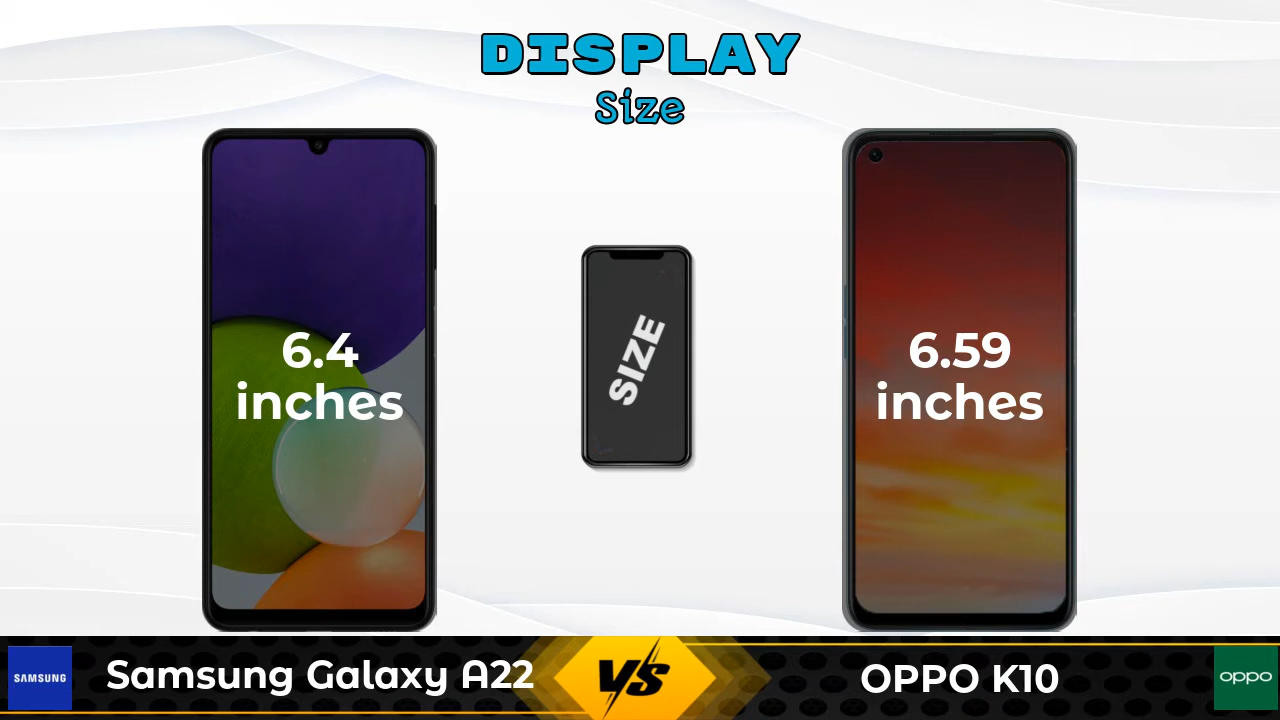 DISPLAY
Size
6.4
inches
SIZE
6.59
inches
SAMSUNG
Samsung Galaxy A22
VS
OPPO K10
oppo